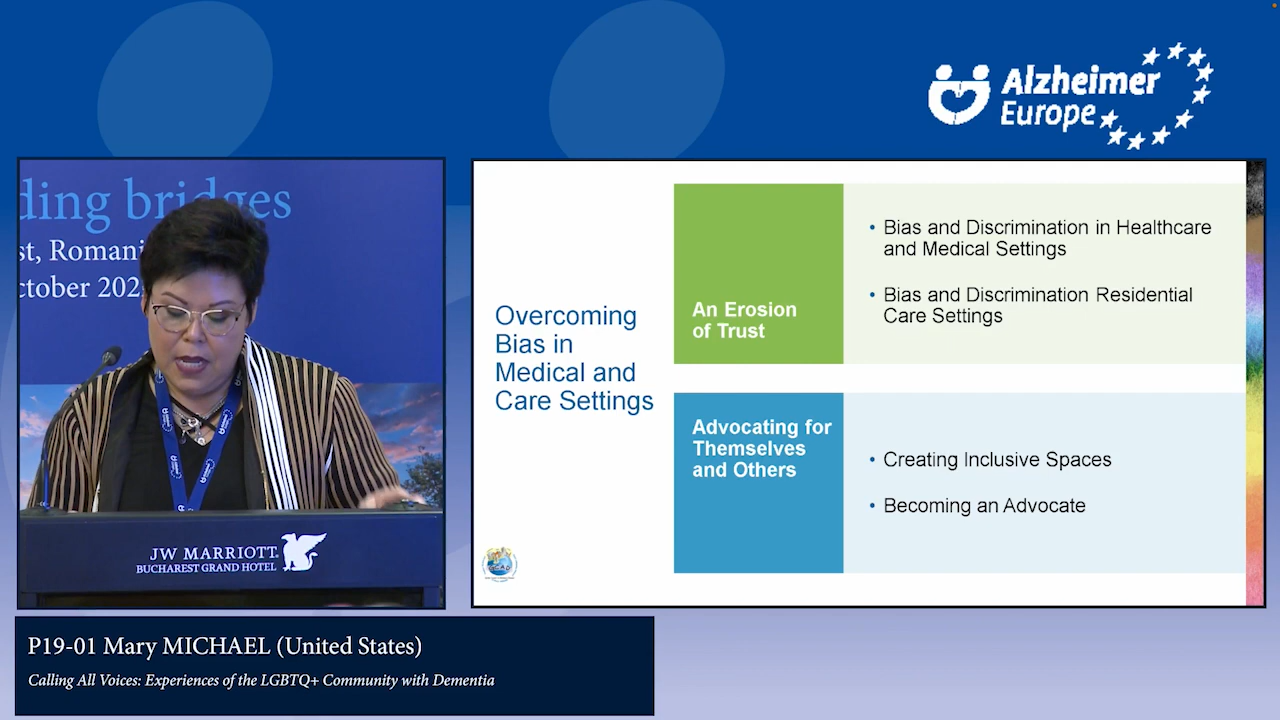 Alzheimer
Europe
ding bridges
st, Romani
ctober 202
JW MARRIOTT
BUCHAREST GRAND HOTEL
Overcoming
Bias in
Medical and
Care Settings
An Erosion
of Trust
• Bias and Discrimination in Healthcare
and Medical Settings
• Bias and Discrimination Residential
Care Settings
Advocating for
Themselves
and Others
• Creating Inclusive Spaces
• Becoming an Advocate
P19-01 Mary MICHAEL (United States)
Calling All Voices: Experiences of the LGBTQ+ Community with Dementia